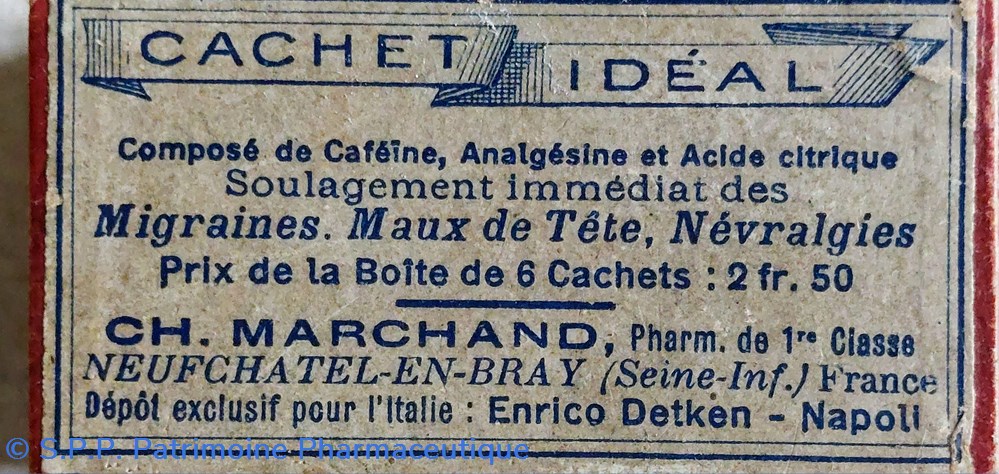 CACHET IDÉAL
Composé de Caféïne, Analgésine et Acide citrique
Soulagement immédiat des
Migraines. Maux de Tête, Névralgies
Prix de la Boîte de 6 Cachets : 2 fr. 50
CH. MARCHAND, Pharm. de 1re Classe
NEUFCHATEL-EN-BRAY (Seine-Inf.) France
Dépôt exclusif pour l'Italie : Enrico Detken - Napoli
© S.P.P. Patrimoine Pharmaceutique